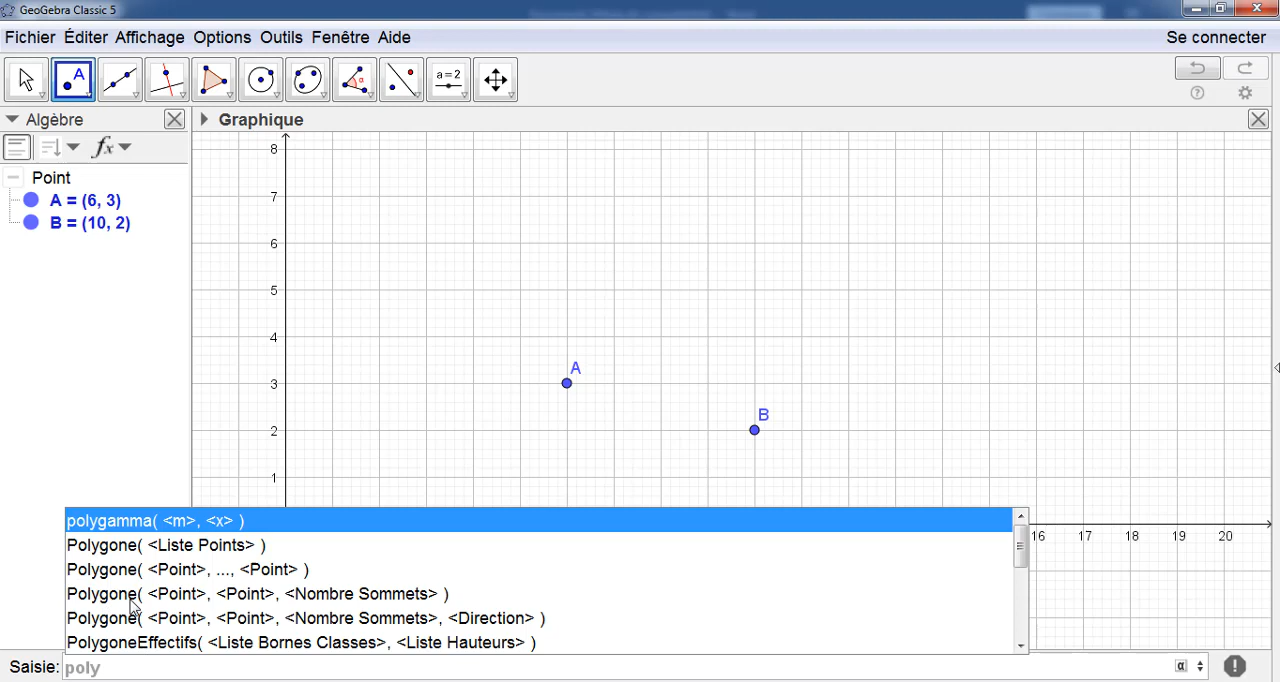 GeoGebra Classic 5
Fichier Éditer Affichage Options Outils Fenêtre Aide
Se connecter
A
α
a=2
Algèbre
Graphique
fx
Point
A = (6, 3)
B = (10, 2)
8
7
6
5
4
3
2
1
A
B
16 17 18 19 20
polygamma( <m>, <x> )
Polygone( <Liste Points> )
Polygone( <Point>, ..., <Point> )
Polygone( <Point>, <Point>, <Nombre Sommets> )
Polygone( <Point>, <Point>, <Nombre Sommets>, <Direction> )
PolygoneEffectifs( <Liste Bornes Classes>, <Liste Hauteurs> )
Saisie: poly
α